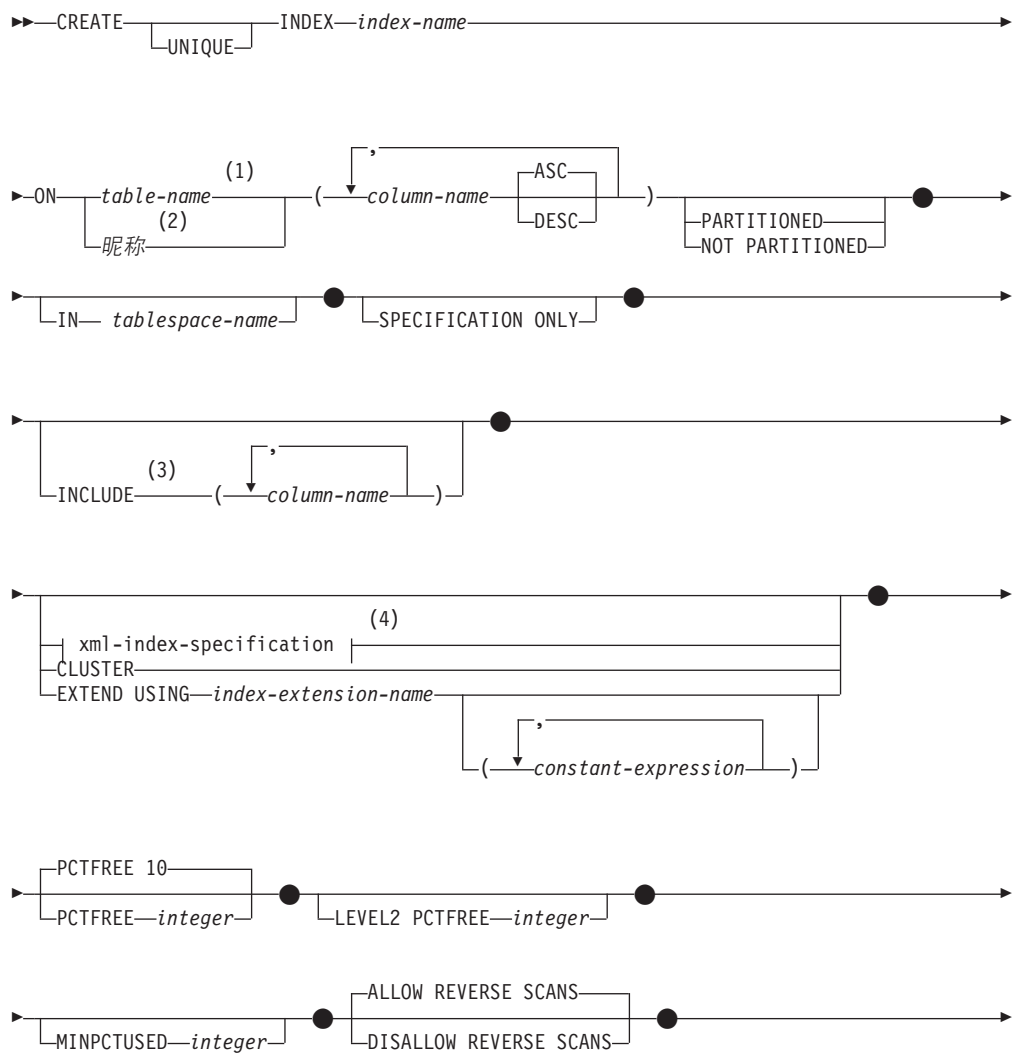 CREATE INDEX index-name
UNIQUE
(1) , ASC
ON table-name ( column-name )
(2) DESC PARTITIONED
昵称 NOT PARTITIONED
IN tablespace-name SPECIFICATION ONLY
,
(3)
INCLUDE ( column-name )
(4)
xml-index-specification
CLUSTER
EXTEND USING index-extension-name
,
( constant-expression )
PCTFREE 10
PCTFREE integer LEVEL2 PCTFREE integer
ALLOW REVERSE SCANS
MINPCTUSED integer DISALLOW REVERSE SCANS